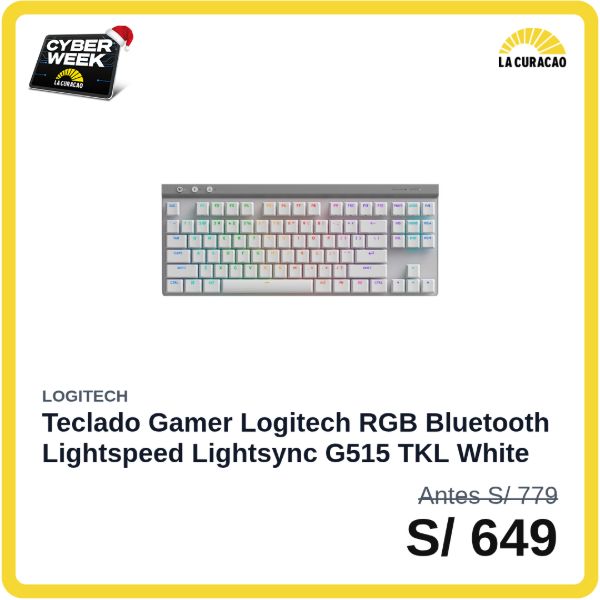 CYBER
WEEK
LA CURACAO
LA CURACAO
LOGITECH
Teclado Gamer Logitech RGB Bluetooth
Lightspeed Lightsync G515 TKL White
Antes S/ 779
S/ 649